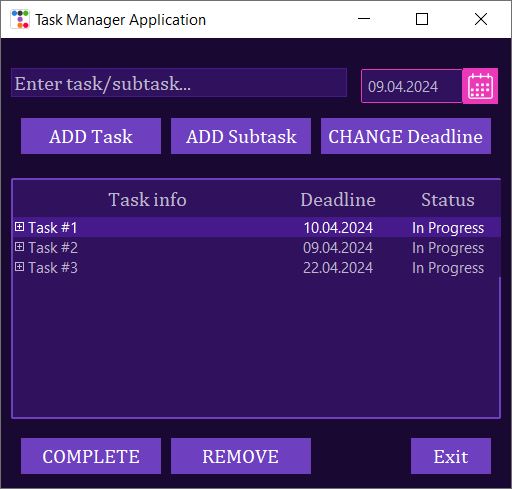 Task Manager Application
Enter task/subtask...
09.04.2024
ADD Task ADD Subtask CHANGE Deadline
Task info Deadline Status
Task #1 10.04.2024 In Progress
Task #2 09.04.2024 In Progress
Task #3 22.04.2024 In Progress
COMPLETE REMOVE Exit